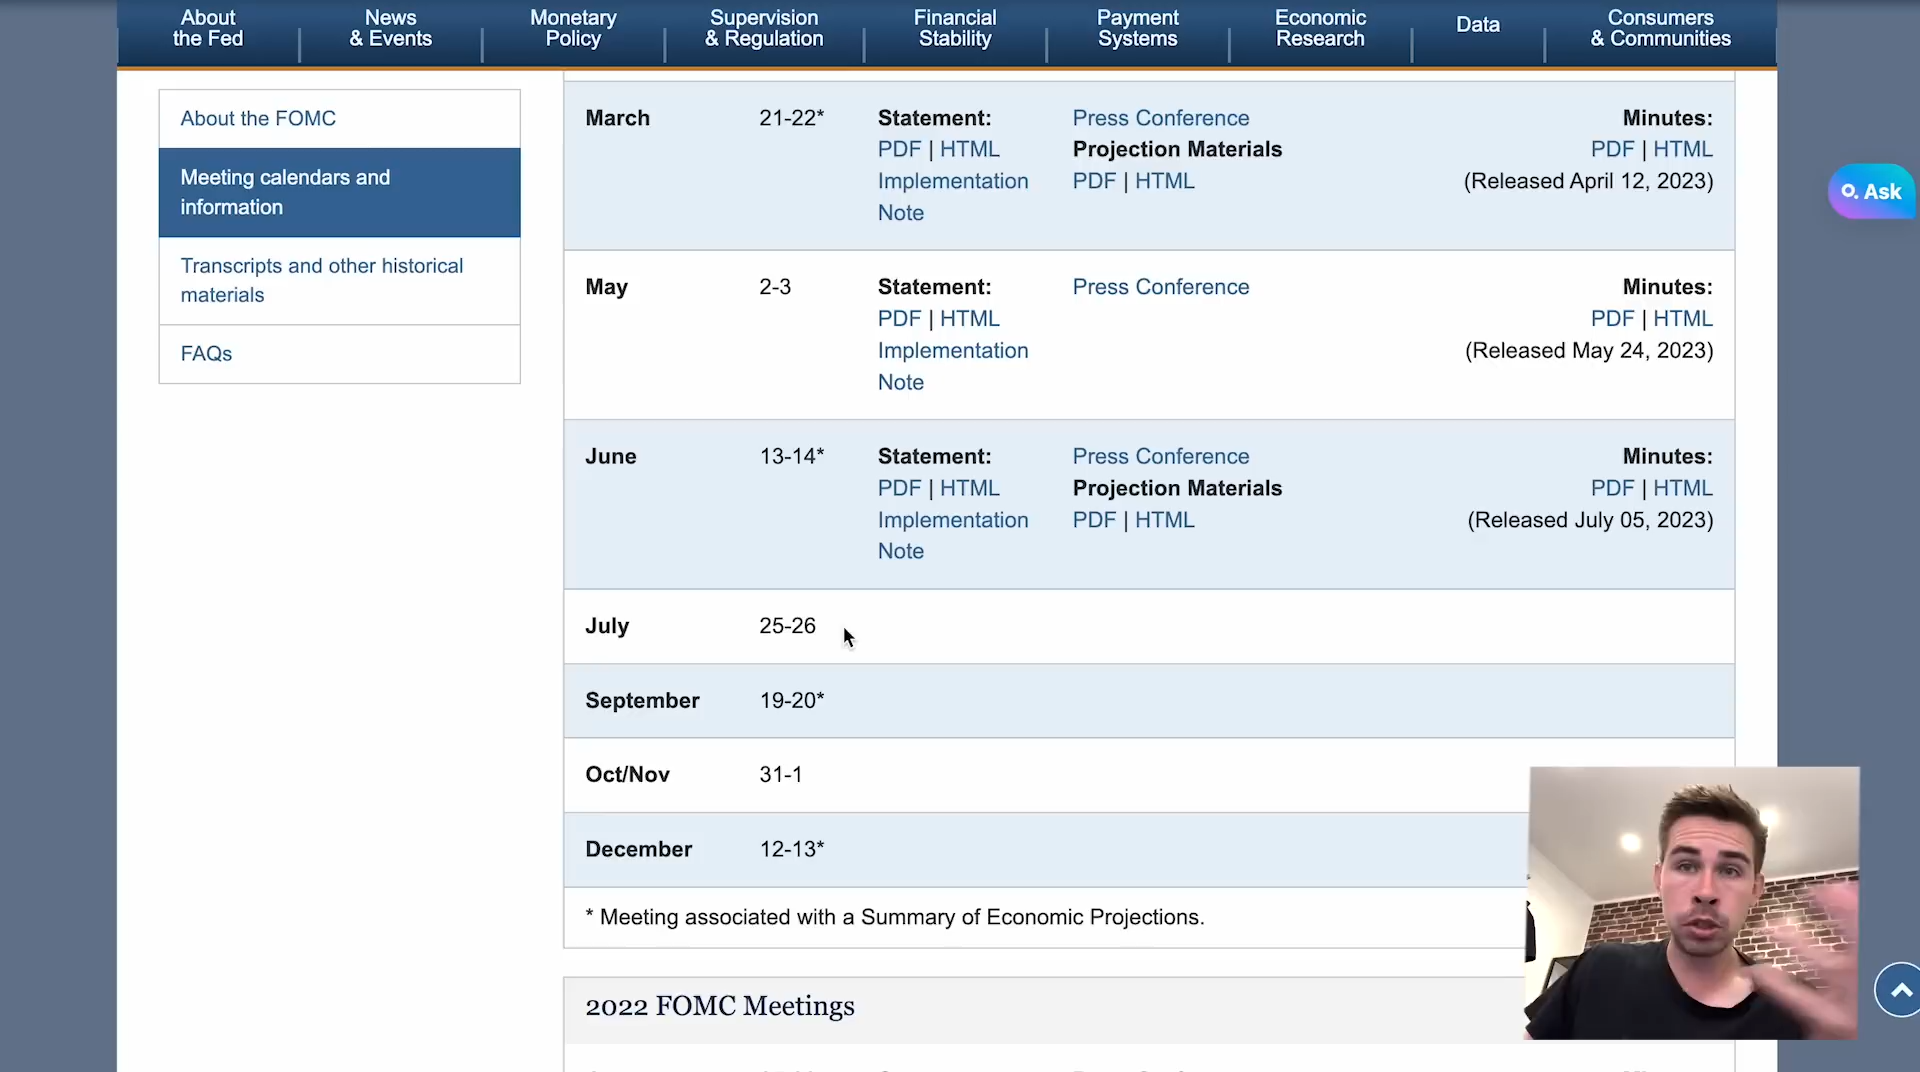 About
the Fed
News
& Events
Monetary
Policy
Supervision
& Regulation
Financial
Stability
Payment
Systems
Economic
Research
Data
Consumers
& Communities
About the FOMC
Meeting calendars and
information
Transcripts and other historical
materials
FAQs
March 21-22* Statement: Press Conference Minutes:
PDF | HTML Projection Materials PDF | HTML
Implementation PDF | HTML (Released April 12, 2023)
Note
May 2-3 Statement: Press Conference Minutes:
PDF | HTML PDF | HTML
Implementation (Released May 24, 2023)
Note
June 13-14* Statement: Press Conference Minutes:
PDF | HTML Projection Materials PDF | HTML
Implementation PDF | HTML (Released July 05, 2023)
Note
July 25-26
September 19-20*
Oct/Nov 31-1
December 12-13*
* Meeting associated with a Summary of Economic Projections.
2022 FOMC Meetings
Ask